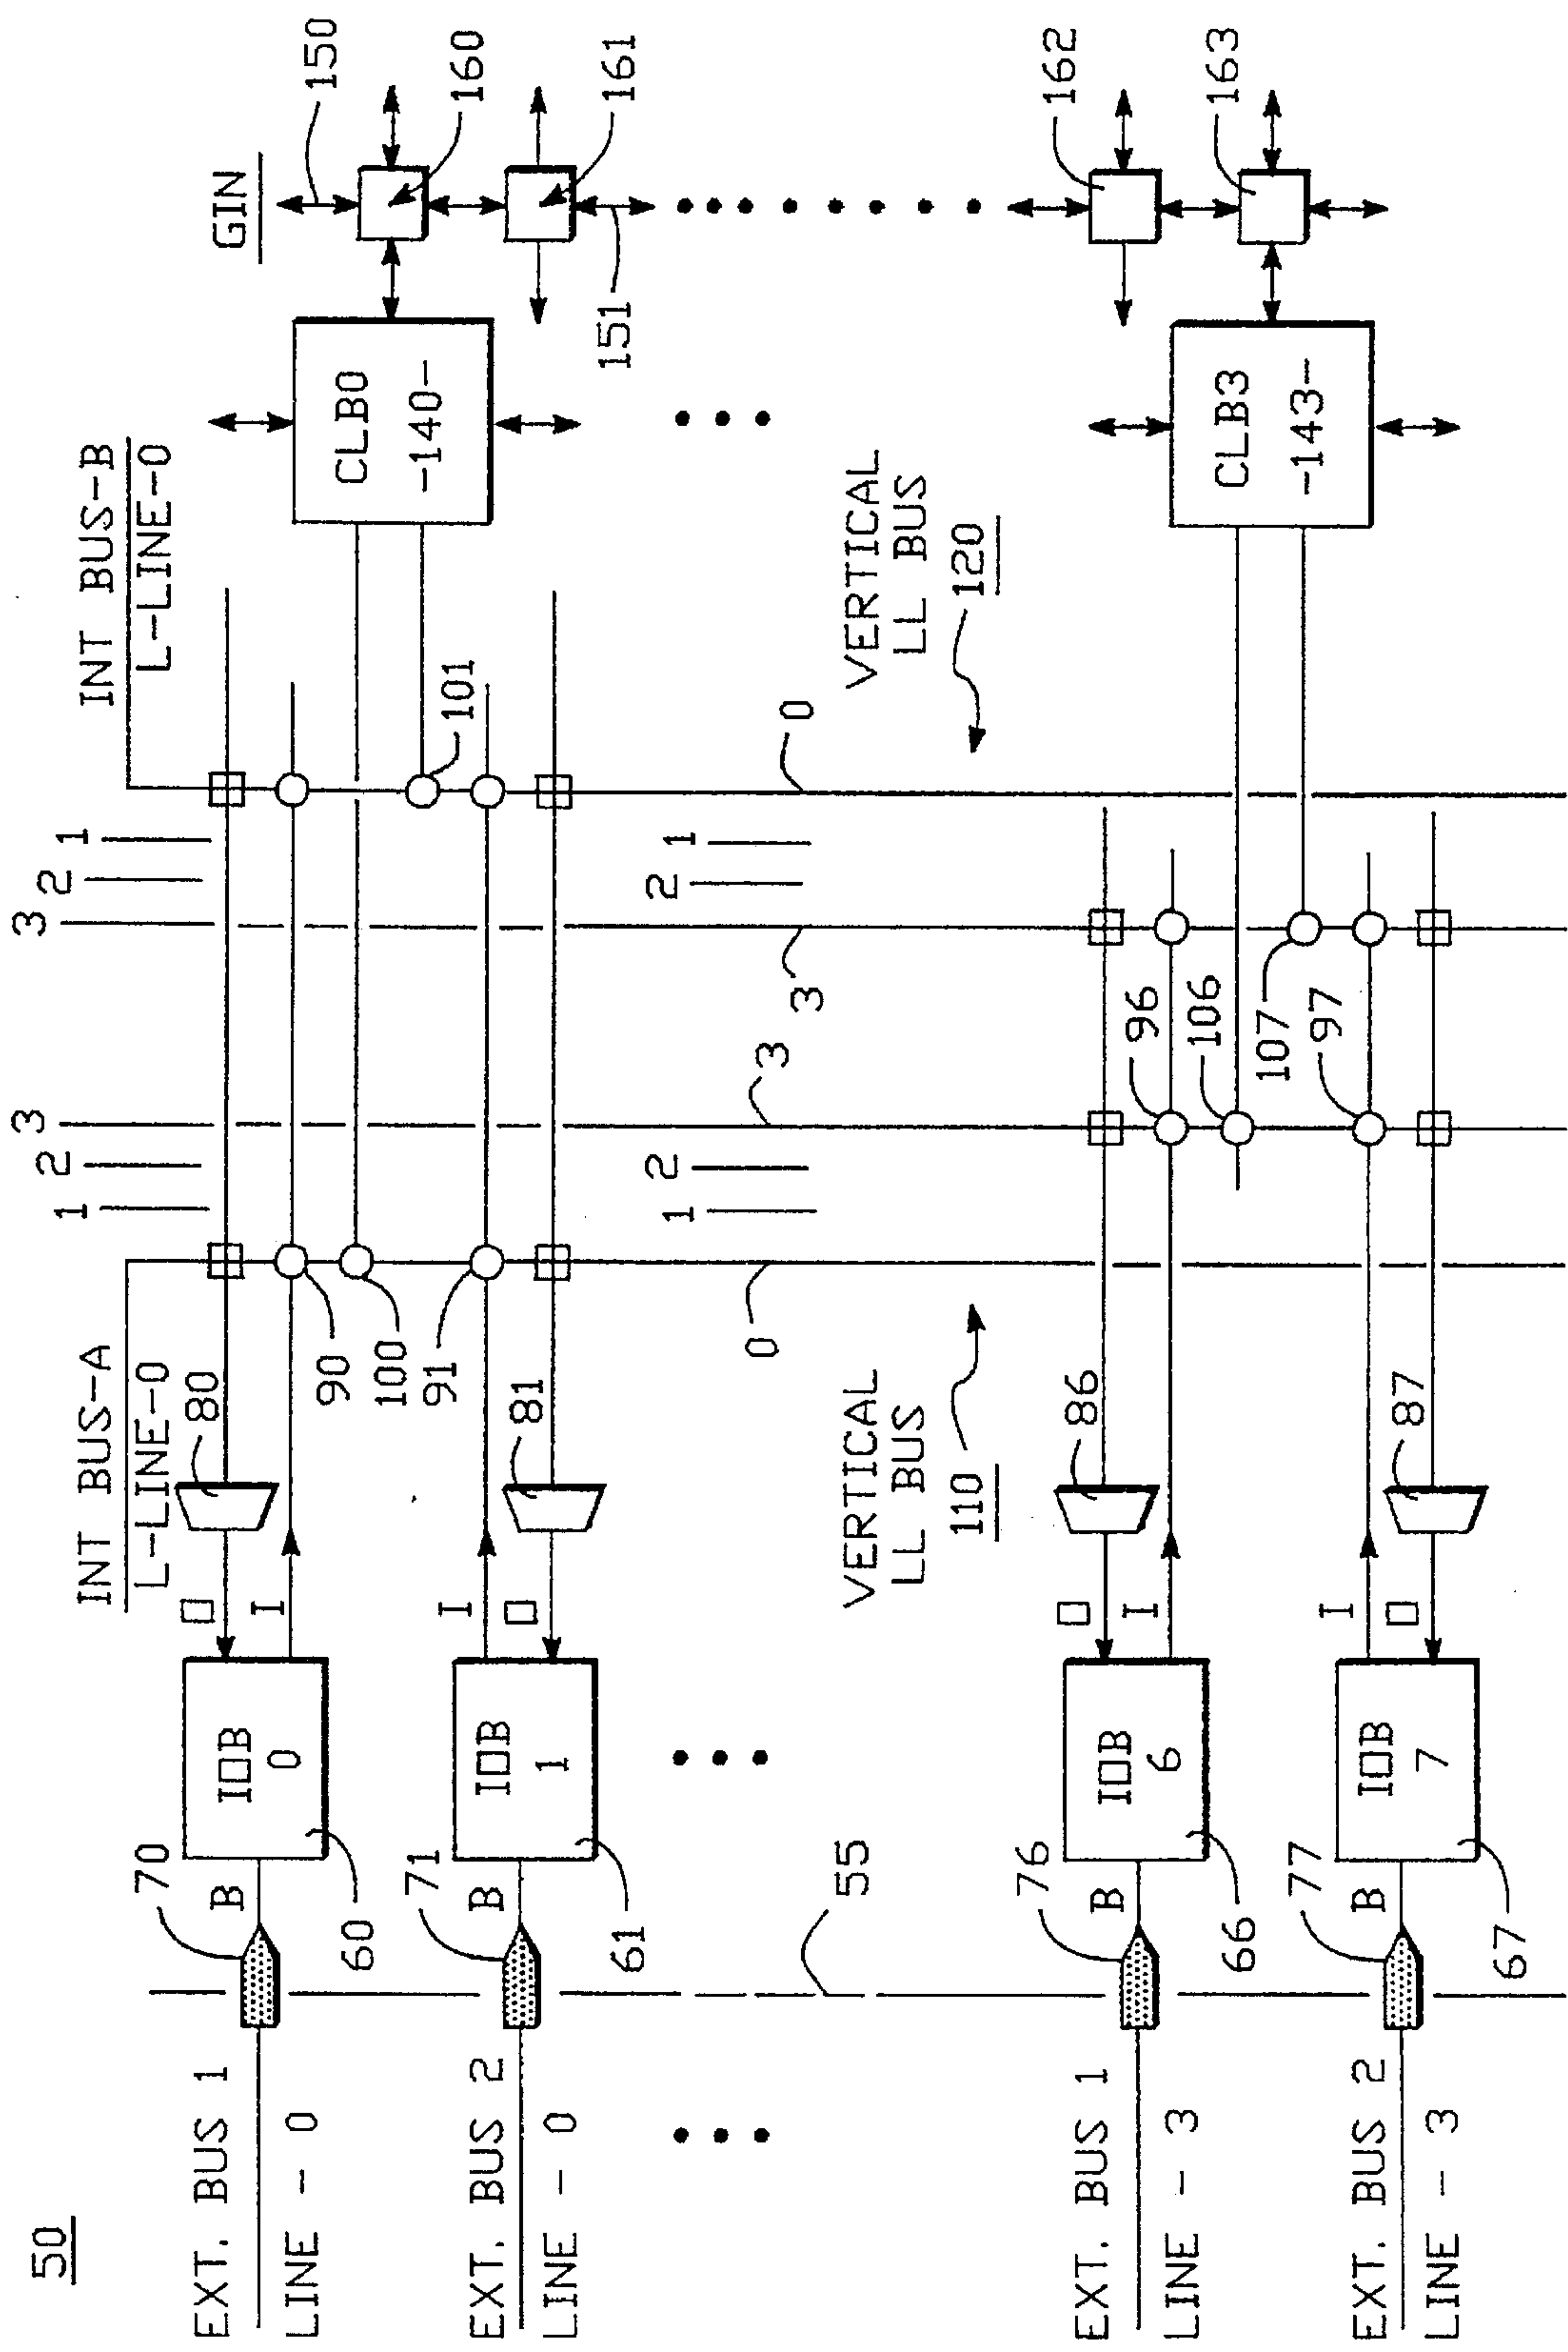 50
EXT. BUS 1
LINE - 0
EXT. BUS 2
LINE - 0
EXT. BUS 1
LINE - 3
EXT. BUS 2
LINE - 3
70
B
71
B
55
76
B
77
B
60
61
66
67
IOB
0
IOB
1
IOB
6
IOB
7
O
I
I
O
O
I
I
O
80
81
86
87
INT BUS-A
L-LINE-0
90
100
91
VERTICAL
LL BUS
110
0
1
2
3
1
2
3
96
106
107
97
3
2
1
3
2
1
0
101
INT BUS-B
L-LINE-0
VERTICAL
LL BUS
120
CLB0
-140-
CLB3
-143-
GIN
150
160
161
151
162
163